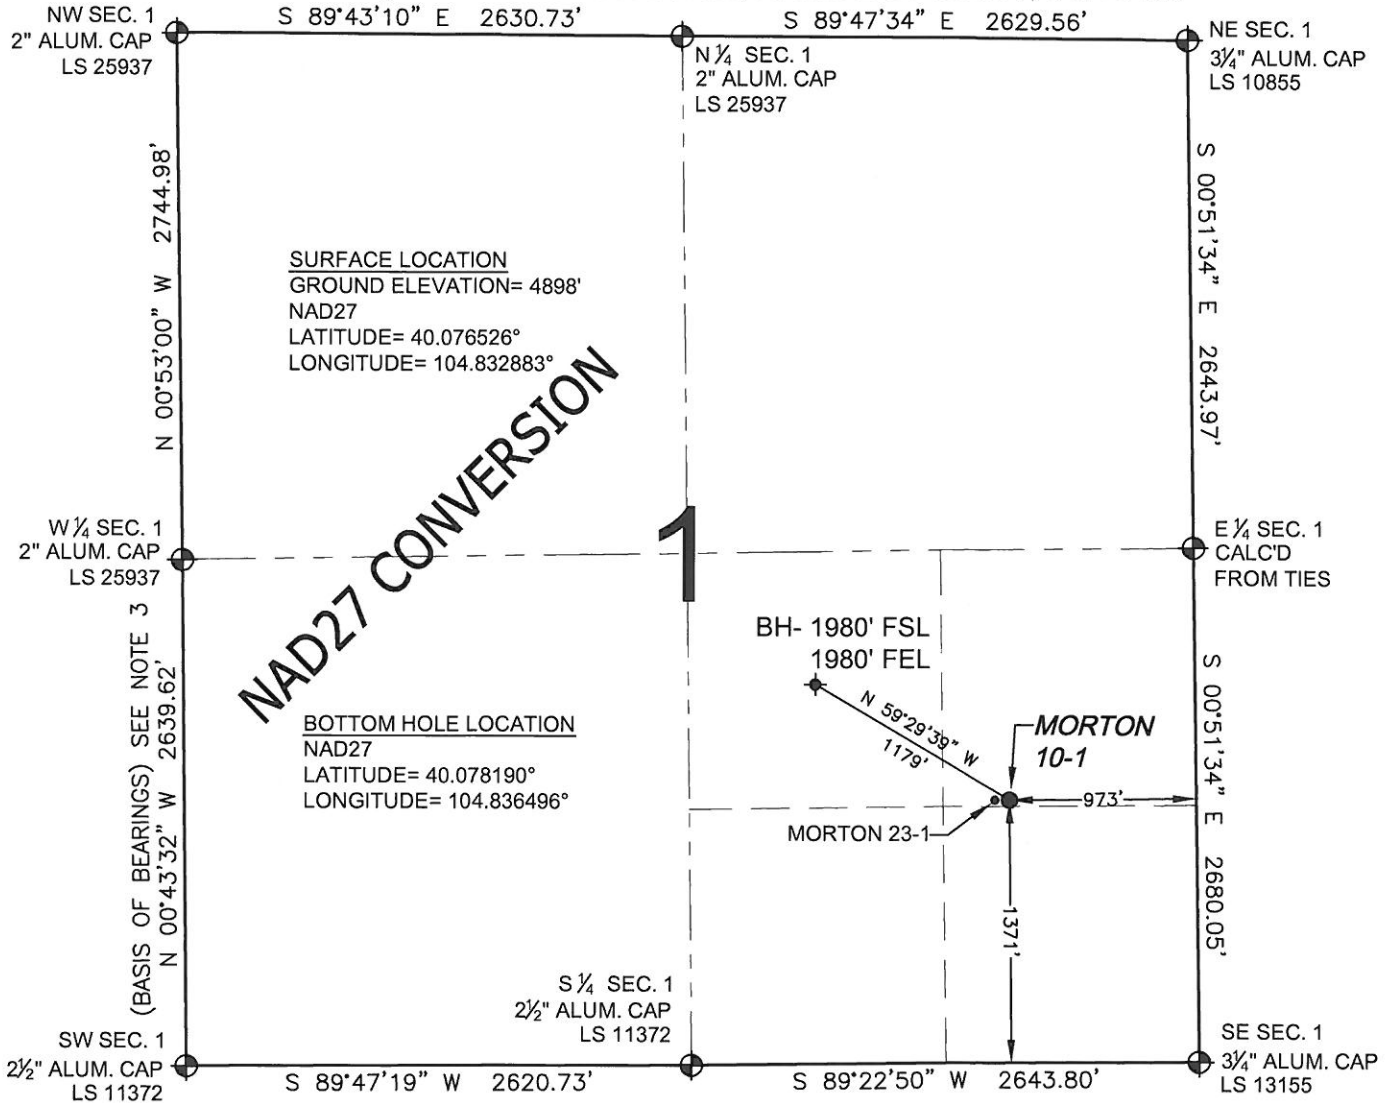 S 89°43'10" E 2630.73'
S 89°47'34" E 2629.56'
NW SEC. 1
2" ALUM. CAP
LS 25937
N ¼ SEC. 1
2" ALUM. CAP
LS 25937
NE SEC. 1
3¼" ALUM. CAP
LS 10855
N 00°53'00" W 2744.98'
S 00°51'34" E 2643.97'
SURFACE LOCATION
GROUND ELEVATION= 4898'
NAD27
LATITUDE= 40.076526°
LONGITUDE= 104.832883°
NAD27 CONVERSION
1
W ¼ SEC. 1
2" ALUM. CAP
LS 25937
E ¼ SEC. 1
CALC'D
FROM TIES
(BASIS OF BEARINGS) SEE NOTE 3
N 00°43'32" W 2639.62'
BH- 1980' FSL
1980' FEL
N 59°29'39" W
1179'
MORTON
10-1
973'
MORTON 23-1
1371'
S 00°51'34" E 2680.05'
BOTTOM HOLE LOCATION
NAD27
LATITUDE= 40.078190°
LONGITUDE= 104.836496°
S ¼ SEC. 1
2½" ALUM. CAP
LS 11372
SW SEC. 1
2½" ALUM. CAP
LS 11372
SE SEC. 1
3¼" ALUM. CAP
LS 13155
S 89°47'19" W 2620.73'
S 89°22'50" W 2643.80'